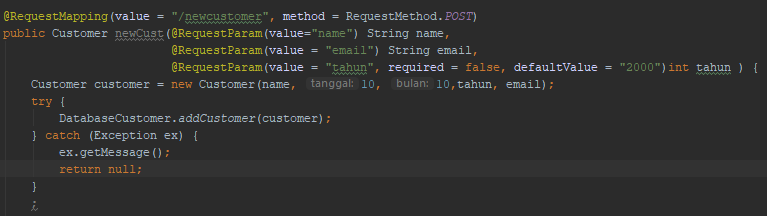 @RequestMapping(value = "/newcustomer", method = RequestMethod.POST)
public Customer newCust(@RequestParam(value="name") String name,
@RequestParam(value = "email") String email,
@RequestParam(value = "tahun", required = false, defaultValue = "2000")int tahun ) {
Customer customer = new Customer(name, tanggal: 10, bulan: 10,tahun, email);
try {
DatabaseCustomer.addCustomer(customer);
} catch (Exception ex) {
ex.getMessage();
return null;
}
;